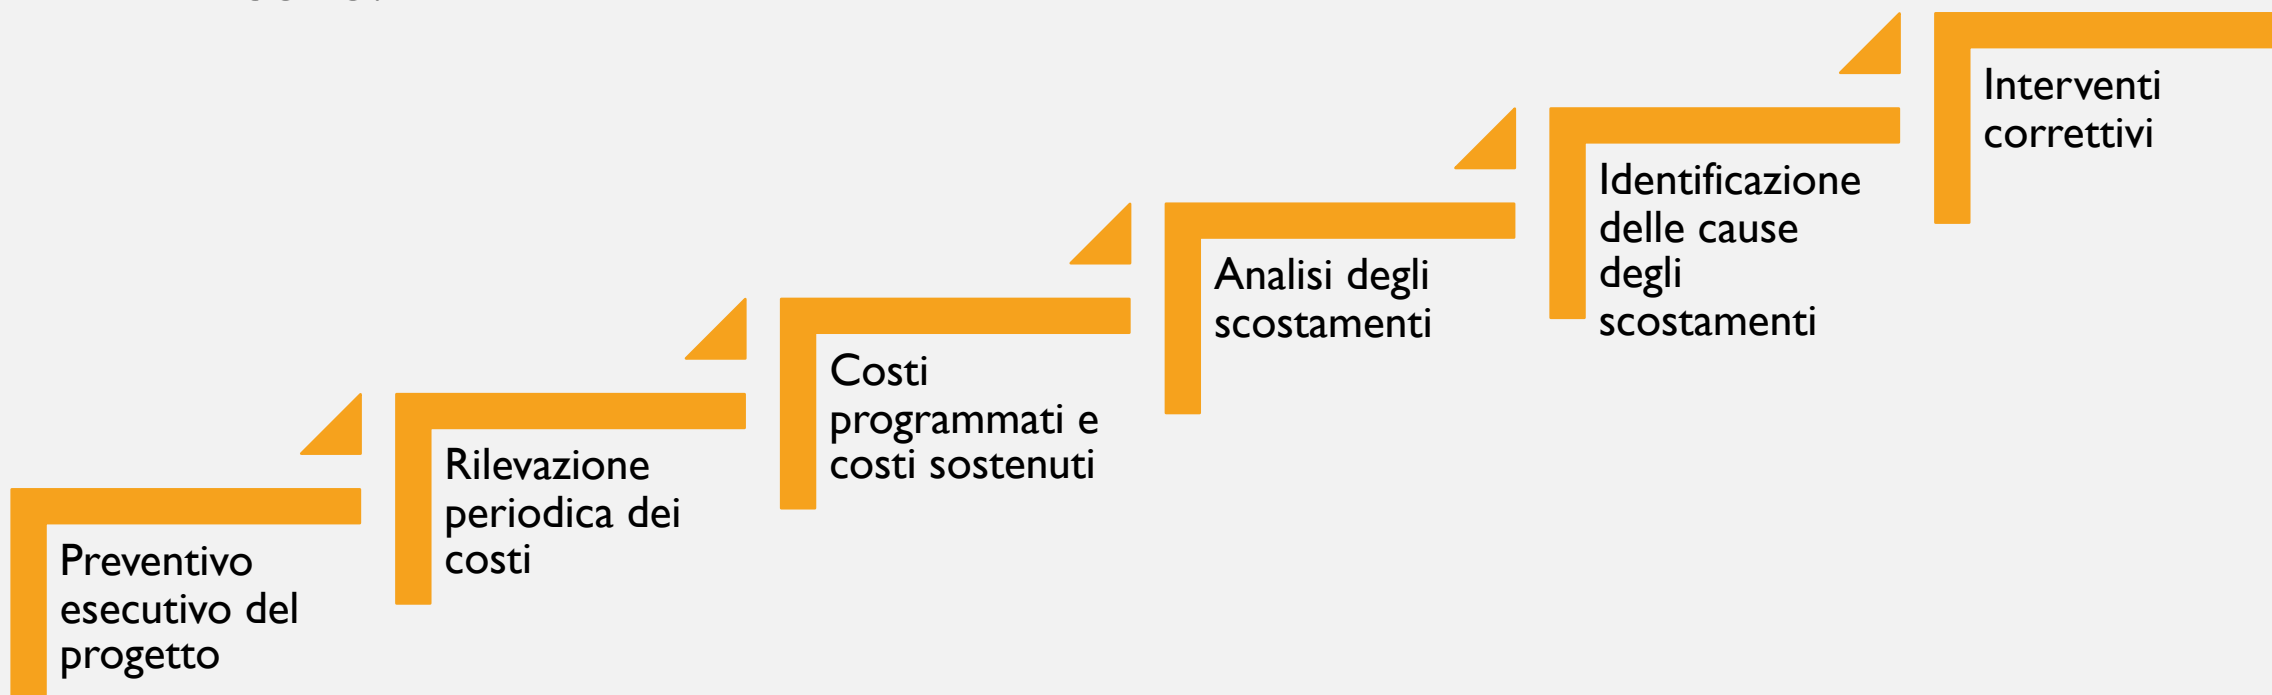 Preventivo
esecutivo del
progetto
Rilevazione
periodica dei
costi
Costi
programmati e
costi sostenuti
Analisi degli
scostamenti
Identificazione
delle cause
degli
scostamenti
Interventi
correttivi